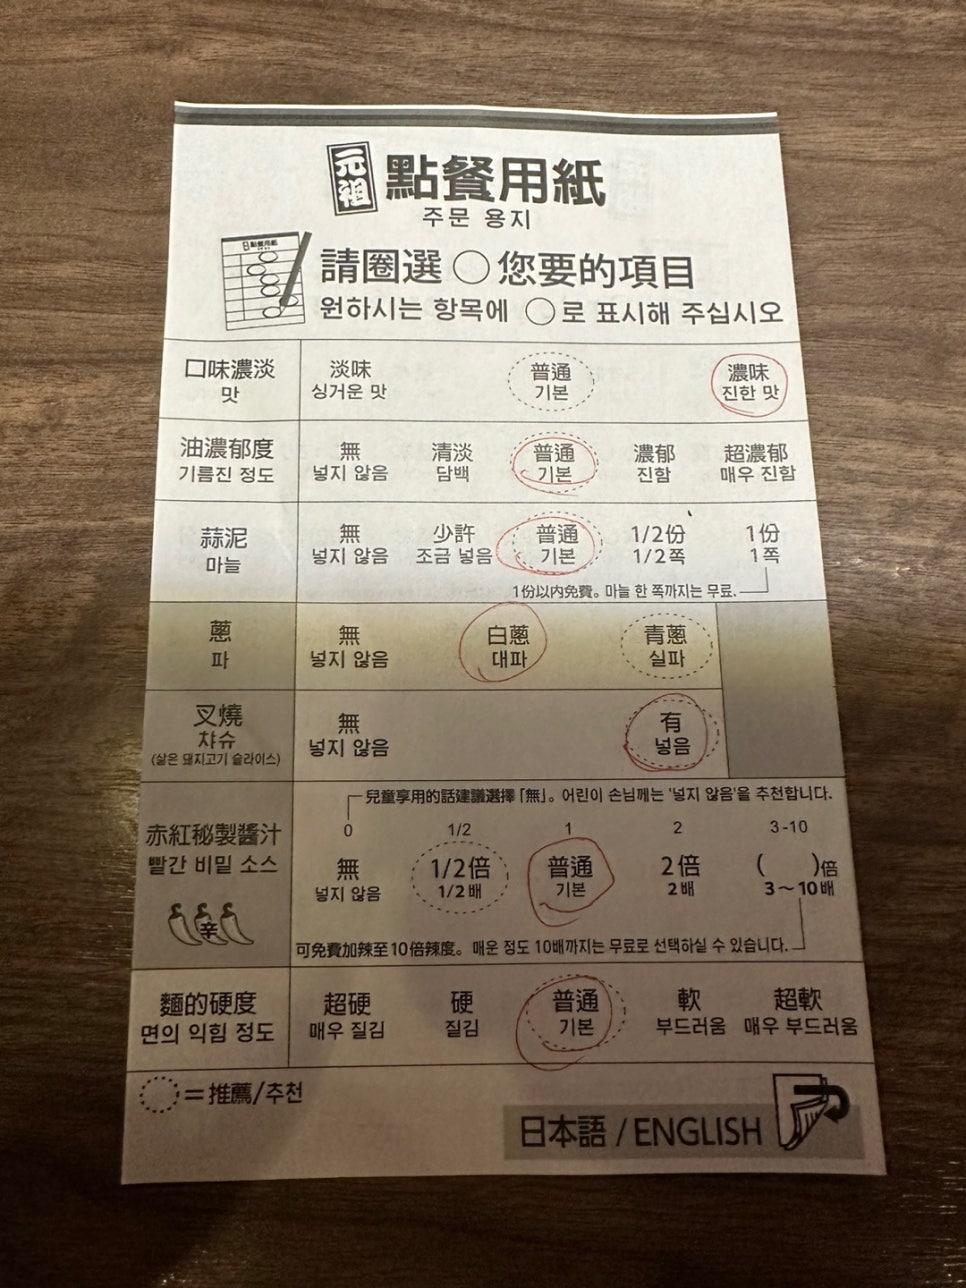 元祖 點餐用紙
주문 용지
請圈選 ○ 您要的項目
원하시는 항목에 ○로 표시해 주십시오
口味濃淡 淡味 普通 濃味
맛 싱거운 맛 기본 진한 맛
油濃郁度 無 清淡 普通 濃郁 超濃郁
기름진 정도 넣지 않음 담백 기본 진함 매우 진함
蒜泥 無 少許 普通 1/2份 1份
마늘 넣지 않음 조금 넣음 기본 1/2쪽 1쪽
1份以內免費。마늘 한 쪽까지는 무료.
蔥 無 白蔥 青蔥
파 넣지 않음 대파 실파
叉燒 無 有
챠슈 넣지 않음 넣음
(삶은 돼지고기 슬라이스)
兒童享用的話建議選擇「無」。어린이 손님께는 '넣지 않음'을 추천합니다.
0 1/2 1 2 3-10
赤紅秘製醬汁 無 1/2倍 普通 2倍 ( )倍
빨간 비밀 소스 넣지 않음 1/2배 기본 2배 3～10배
辛
可免費加辣至10倍辣度。매운 정도 10배까지는 무료로 선택하실 수 있습니다.
麵的硬度 超硬 硬 普通 軟 超軟
면의 익힘 정도 매우 질김 질김 기본 부드러움 매우 부드러움
=推薦/추천
日本語 / ENGLISH